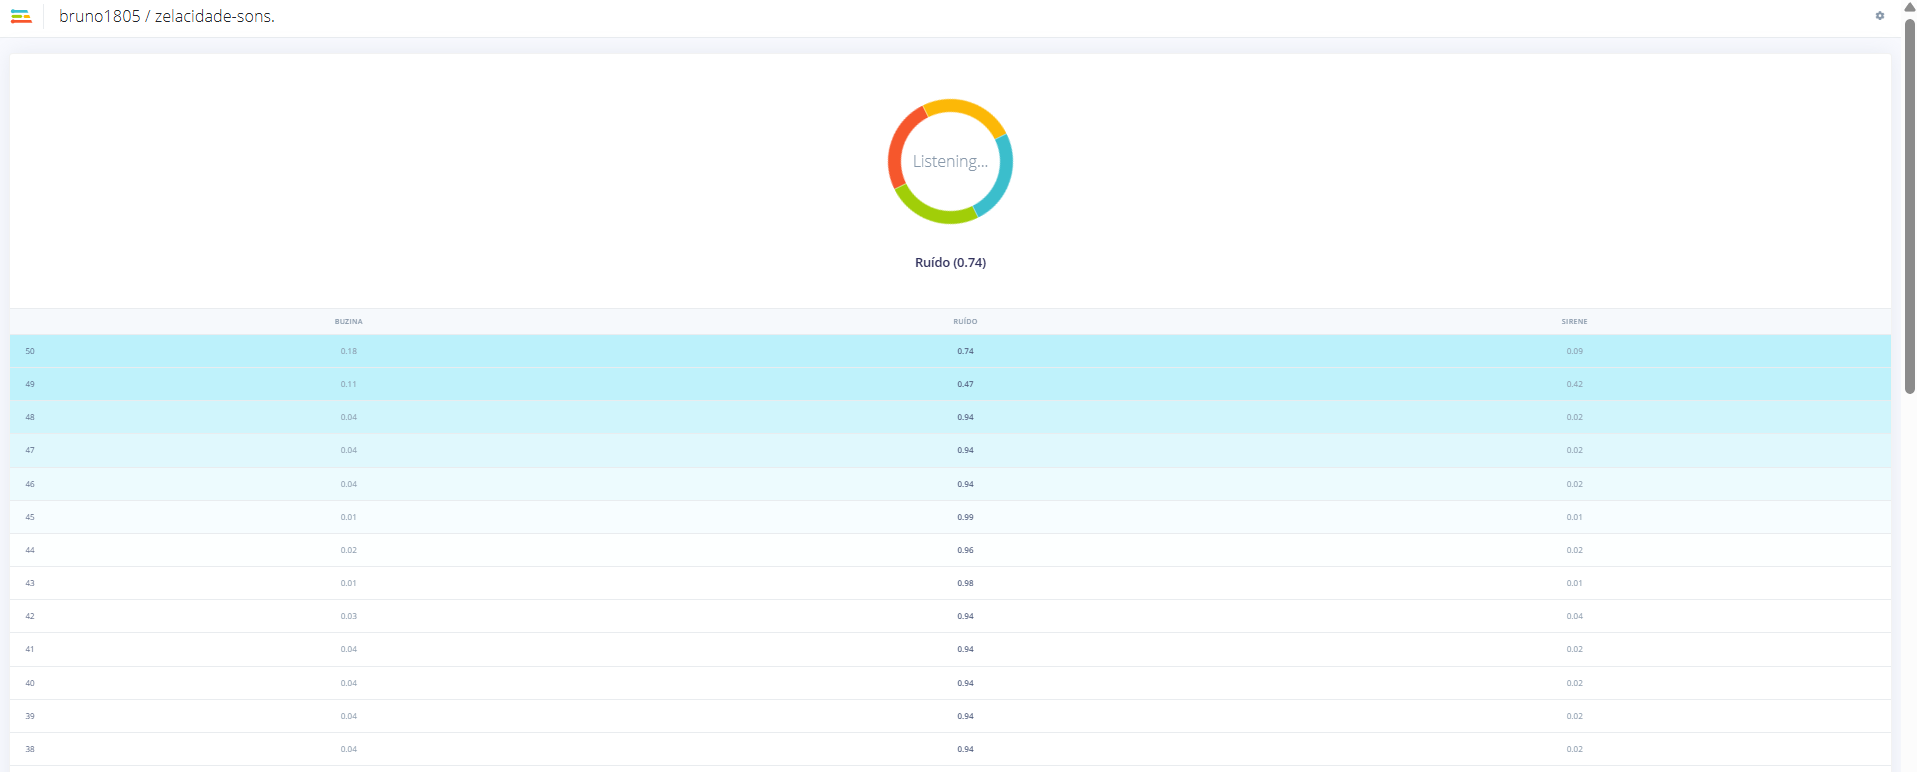 bruno1805 / zelacidade-sons.
Listening...
Ruído (0.74)
BUZINA RUÍDO SIRENE
50 0.18 0.74 0.09
49 0.11 0.47 0.42
48 0.04 0.94 0.02
47 0.04 0.94 0.02
46 0.04 0.94 0.02
45 0.01 0.99 0.01
44 0.02 0.96 0.02
43 0.01 0.98 0.01
42 0.03 0.94 0.04
41 0.04 0.94 0.02
40 0.04 0.94 0.02
39 0.04 0.94 0.02
38 0.04 0.94 0.02